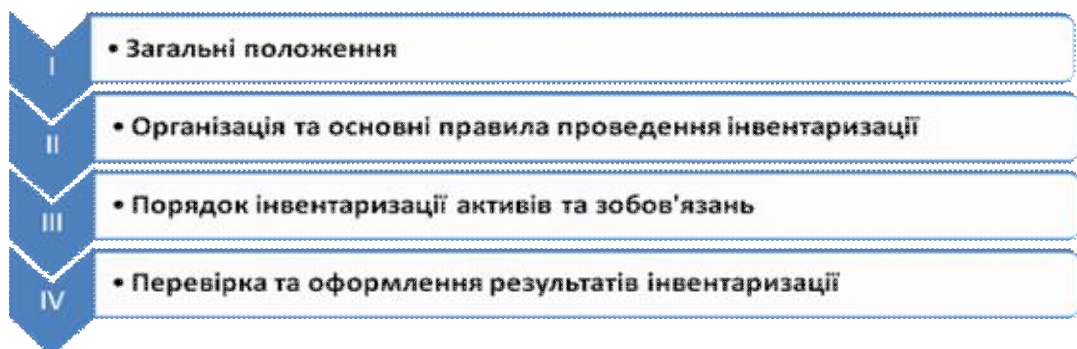 I
• Загальні положення
II
• Організація та основні правила проведення інвентаризації
III
• Порядок інвентаризації активів та зобов'язань
IV
• Перевірка та оформлення результатів інвентаризації